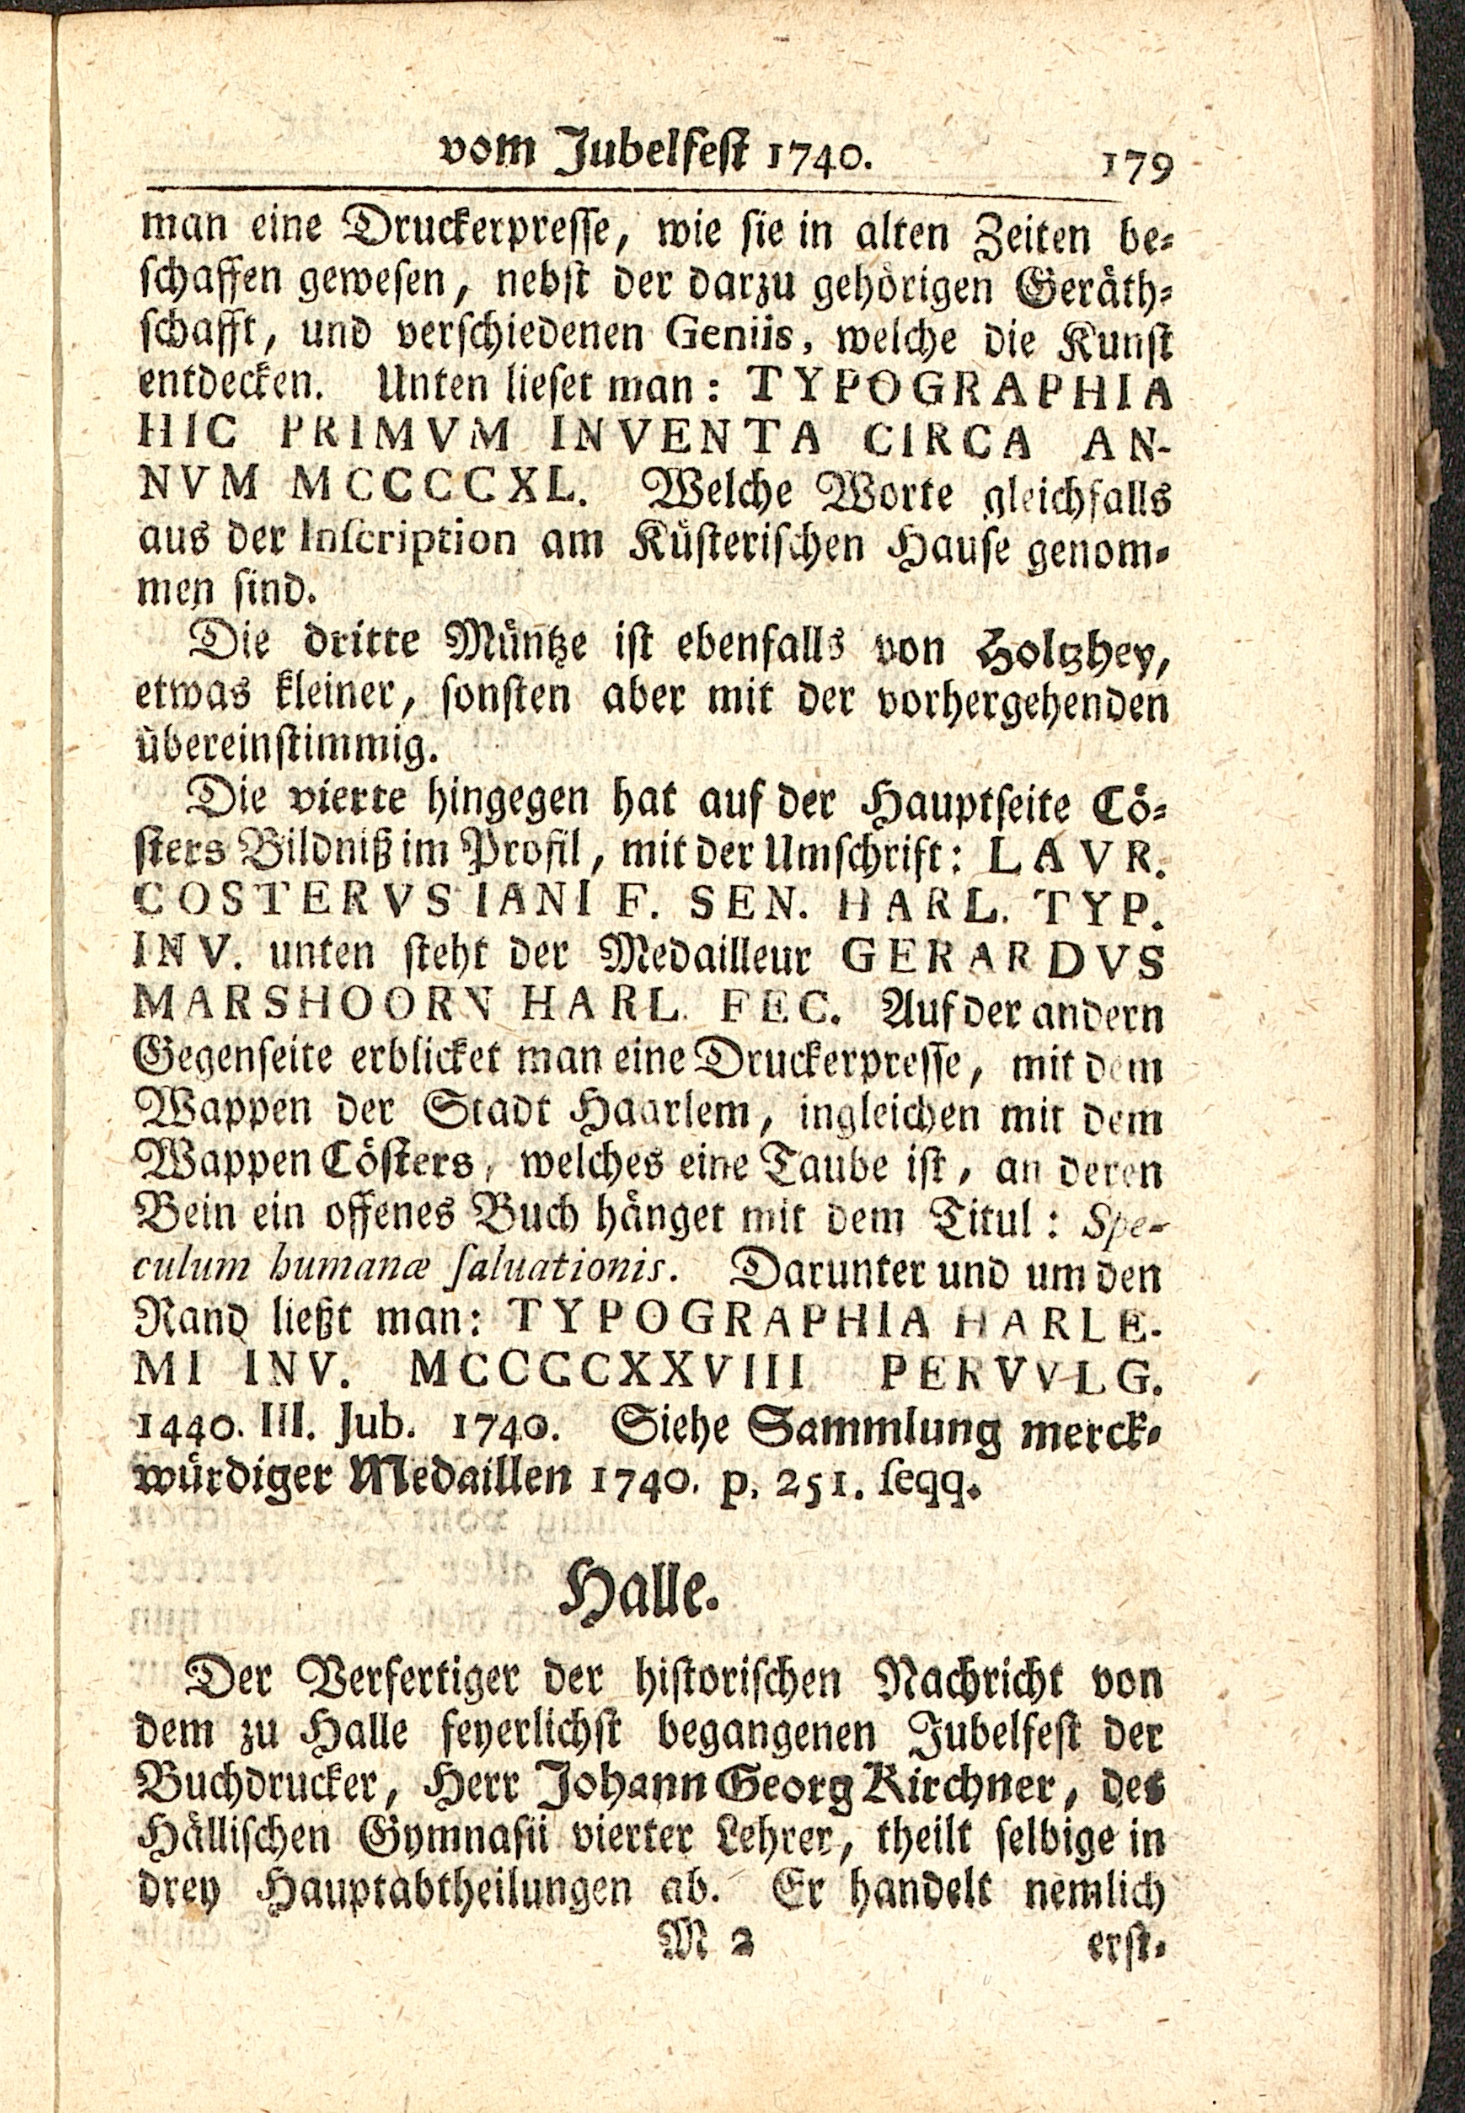 vom Jubelfest 1740. 179
man eine Druckerpresse, wie sie in alten Zeiten be-
schaffen gewesen, nebst der darzu gehörigen Geräth-
schafft, und verschiedenen Geniis, welche die Kunst
entdecken. Unten lieset man: TYPOGRAPHIA
HIC PRIMVM INVENTA CIRCA AN-
NVM MCCCCXL. Welche Worte gleichfalls
aus der Inscription am Küsterischen Hause genom-
men sind.
Die dritte Müntze ist ebenfalls von Holtzhey,
etwas kleiner, sonsten aber mit der vorhergehenden
übereinstimmig.
Die vierte hingegen hat auf der Hauptseite Cö-
sters Bildniß im Profil, mit der Umschrift: LAVR.
COSTERVS IANI F. SEN. HARL. TYP.
INV. unten steht der Medailleur GERARDVS
MARSHOORN HARL. FEC. Auf der andern
Gegenseite erblicket man eine Druckerpresse, mit dem
Wappen der Stadt Haarlem, ingleichen mit dem
Wappen Cösters, welches eine Taube ist, an deren
Bein ein offenes Buch hänget mit dem Titul: Spe-
culum humanæ saluationis. Darunter und um den
Rand ließt man: TYPOGRAPHIA HARLE-
MI INV. MCCCCXXVIII PERVVLG.
1440. III. Jub. 1740. Siehe Sammlung merck-
würdiger Medaillen 1740. p. 251. seqq.
Halle.
Der Verfertiger der historischen Nachricht von
dem zu Halle feyerlichst begangenen Jubelfest der
Buchdrucker, Herr Johann Georg Kirchner, des
Hällischen Gymnasii vierter Lehrer, theilt selbige in
drey Hauptabtheilungen ab. Er handelt nemlich
M 2 erst-